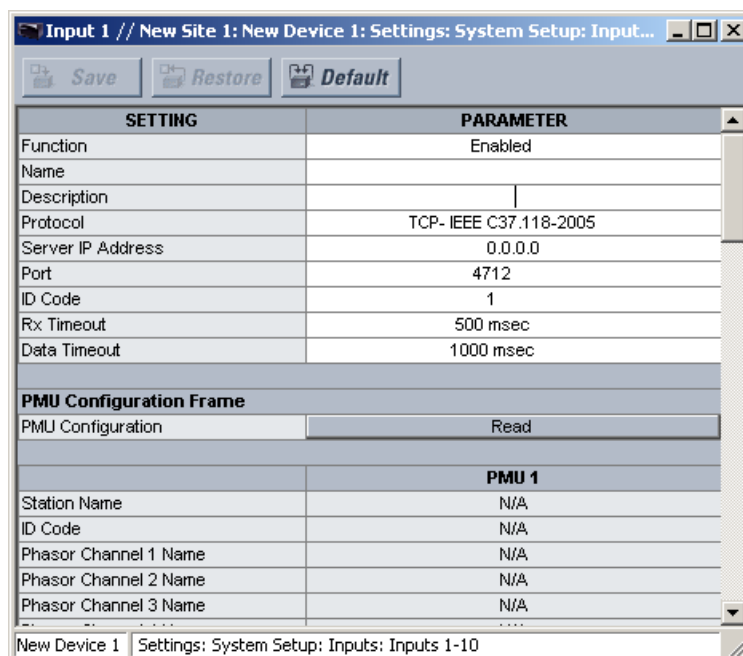 Input 1 // New Site 1: New Device 1: Settings: System Setup: Input...
Save Restore Default
SETTING PARAMETER
Function Enabled
Name
Description
Protocol TCP- IEEE C37.118-2005
Server IP Address 0.0.0.0
Port 4712
ID Code 1
Rx Timeout 500 msec
Data Timeout 1000 msec
PMU Configuration Frame
PMU Configuration Read
PMU 1
Station Name N/A
ID Code N/A
Phasor Channel 1 Name N/A
Phasor Channel 2 Name N/A
Phasor Channel 3 Name N/A
New Device 1 Settings: System Setup: Inputs: Inputs 1-10